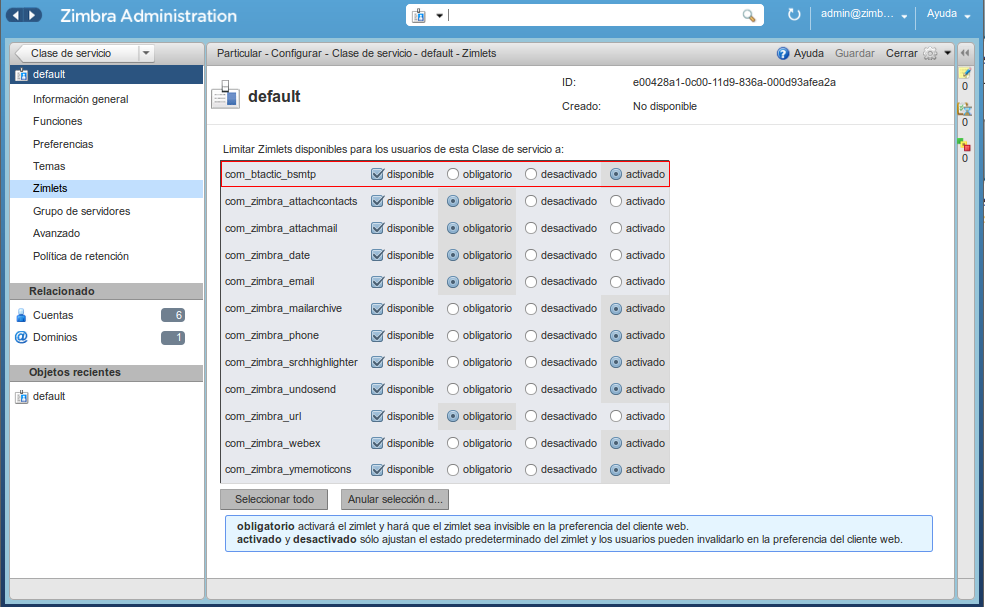 Zimbra Administration
admin@zimb...
Ayuda
Clase de servicio
Particular - Configurar - Clase de servicio - default - Zimlets
Ayuda Guardar Cerrar
default
Información general
Funciones
Preferencias
Temas
Zimlets
Grupo de servidores
Avanzado
Política de retención
Relacionado
Cuentas 6
Dominios 1
Objetos recientes
default
default
ID: e00428a1-0c00-11d9-836a-000d93afea2a
Creado: No disponible
Limitar Zimlets disponibles para los usuarios de esta Clase de servicio a:
com_btactic_bsmtp disponible obligatorio desactivado activado
com_zimbra_attachcontacts disponible obligatorio desactivado activado
com_zimbra_attachmail disponible obligatorio desactivado activado
com_zimbra_date disponible obligatorio desactivado activado
com_zimbra_email disponible obligatorio desactivado activado
com_zimbra_mailarchive disponible obligatorio desactivado activado
com_zimbra_phone disponible obligatorio desactivado activado
com_zimbra_srchhighlighter disponible obligatorio desactivado activado
com_zimbra_undosend disponible obligatorio desactivado activado
com_zimbra_url disponible obligatorio desactivado activado
com_zimbra_webex disponible obligatorio desactivado activado
com_zimbra_ymemoticons disponible obligatorio desactivado activado
Seleccionar todo Anular selección d...
obligatorio activará el zimlet y hará que el zimlet sea invisible en la preferencia del cliente web.
activado y desactivado sólo ajustan el estado predeterminado del zimlet y los usuarios pueden invalidarlo en la preferencia del cliente web.
0
0
0